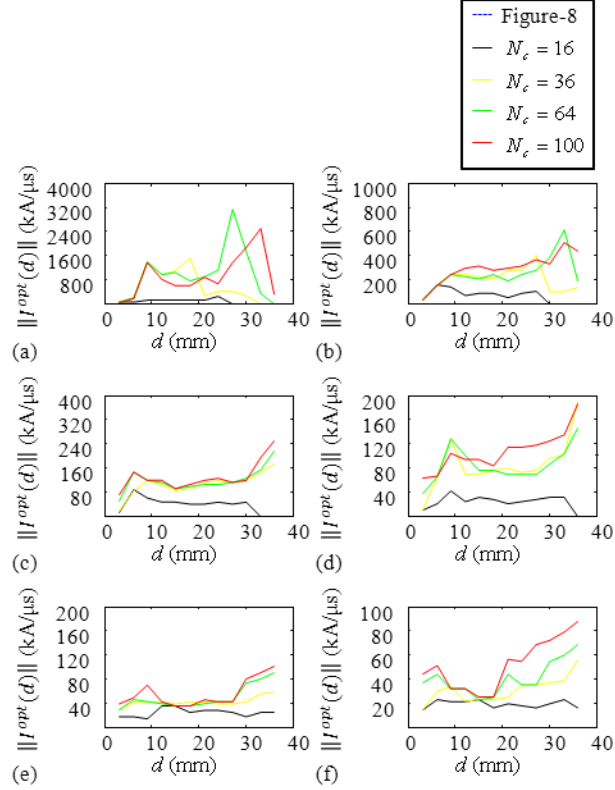 Figure-8
N_c = 16
N_c = 36
N_c = 64
N_c = 100
4000
3200
2400
1600
800
0 10 20 30 40
||I^opt(d)|| (kA/μs)
d (mm)
(a)
1000
800
600
400
200
0 10 20 30 40
||I^opt(d)|| (kA/μs)
d (mm)
(b)
400
320
240
160
80
0 10 20 30 40
||I^opt(d)|| (kA/μs)
d (mm)
(c)
200
160
120
80
40
0 10 20 30 40
||I^opt(d)|| (kA/μs)
d (mm)
(d)
200
160
120
80
40
0 10 20 30 40
||I^opt(d)|| (kA/μs)
d (mm)
(e)
100
80
60
40
20
0 10 20 30 40
||I^opt(d)|| (kA/μs)
d (mm)
(f)